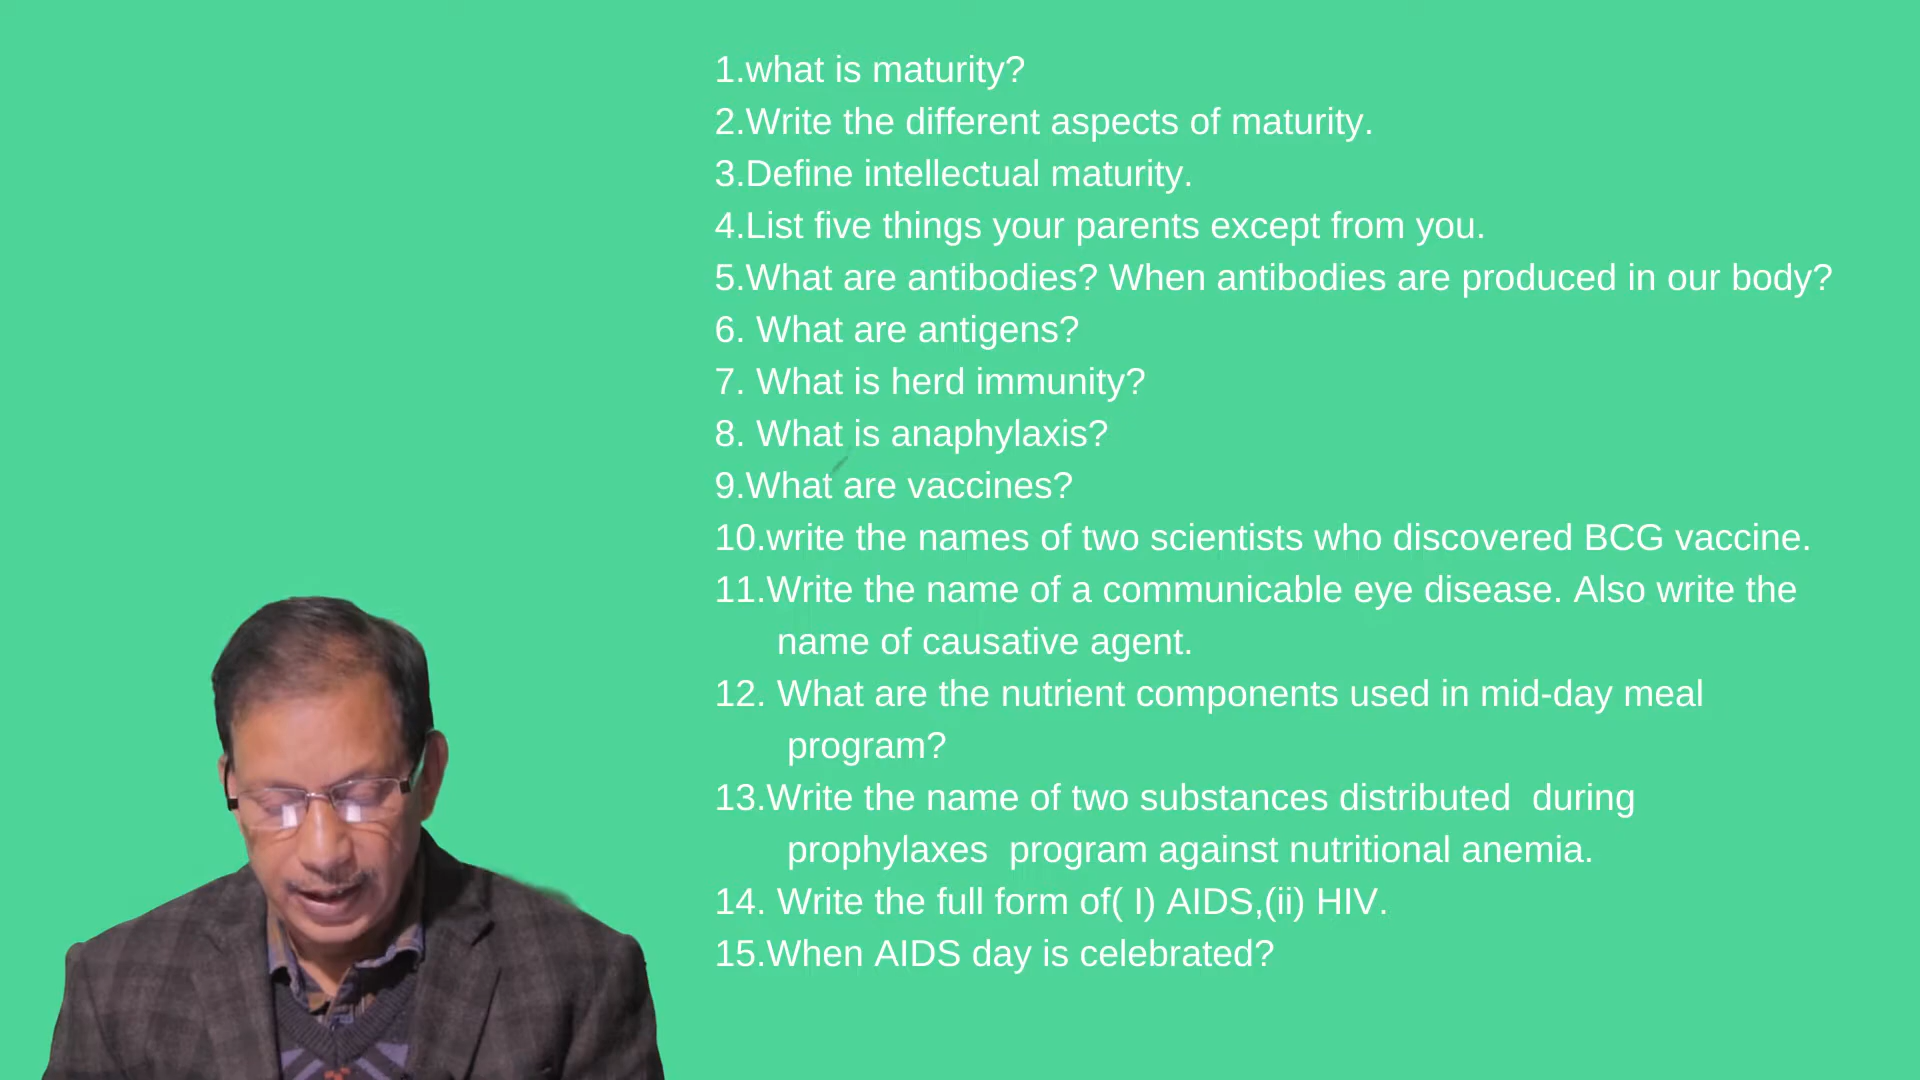 1.what is maturity?
2.Write the different aspects of maturity.
3.Define intellectual maturity.
4.List five things your parents except from you.
5.What are antibodies? When antibodies are produced in our body?
6. What are antigens?
7. What is herd immunity?
8. What is anaphylaxis?
9.What are vaccines?
10.write the names of two scientists who discovered BCG vaccine.
11.Write the name of a communicable eye disease. Also write the
name of causative agent.
12. What are the nutrient components used in mid-day meal
program?
13.Write the name of two substances distributed  during
prophylaxes  program against nutritional anemia.
14. Write the full form of( I) AIDS,(ii) HIV.
15.When AIDS day is celebrated?